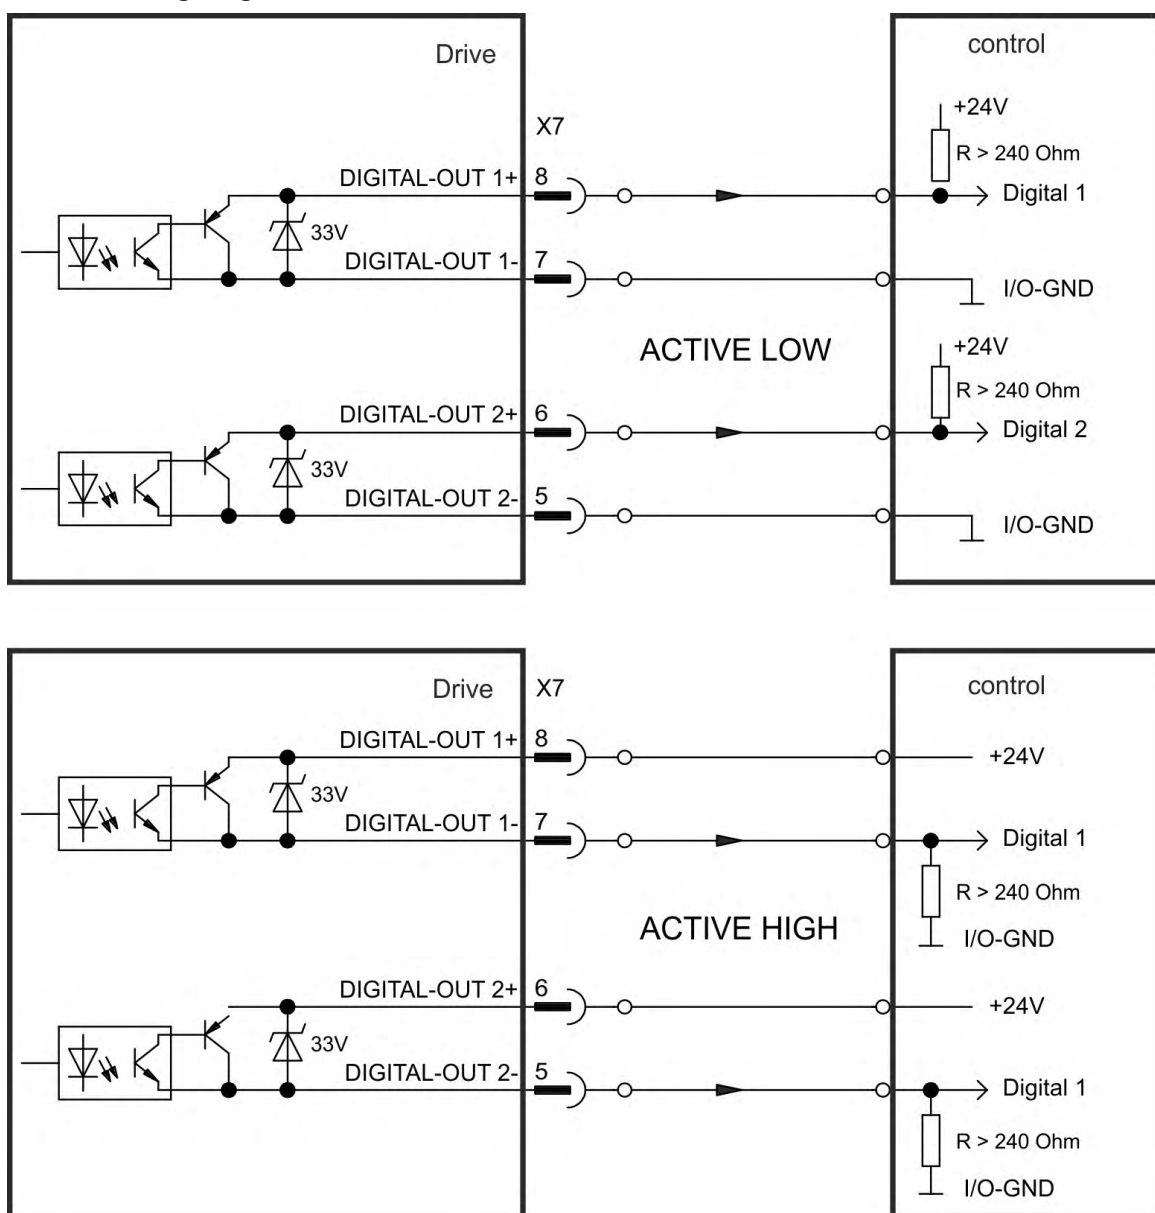 Drive
control
+24V
X7
R > 240 Ohm
DIGITAL-OUT 1+
8
Digital 1
33V
DIGITAL-OUT 1-
7
I/O-GND
ACTIVE LOW
+24V
R > 240 Ohm
DIGITAL-OUT 2+
6
Digital 2
33V
DIGITAL-OUT 2-
5
I/O-GND
Drive
X7
control
DIGITAL-OUT 1+
8
+24V
33V
DIGITAL-OUT 1-
7
Digital 1
R > 240 Ohm
ACTIVE HIGH
I/O-GND
DIGITAL-OUT 2+
6
+24V
33V
DIGITAL-OUT 2-
5
Digital 1
R > 240 Ohm
I/O-GND